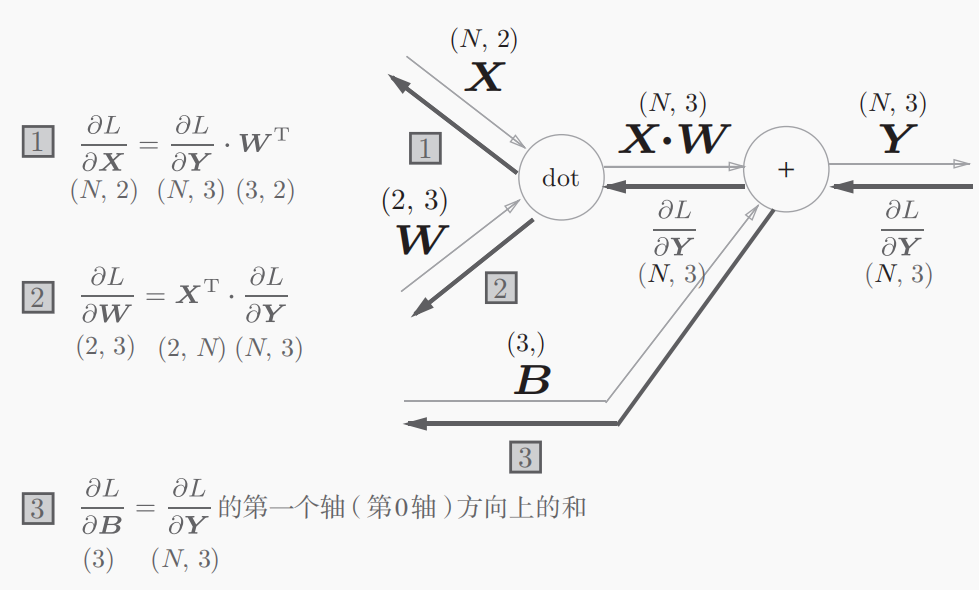 (N, 2)
X
1
∂L/∂X = ∂L/∂Y · W^T
(N, 2) (N, 3) (3, 2)
1
dot
(N, 3)
X·W
+
(N, 3)
Y
(2, 3)
W
∂L/∂Y
(N, 3)
∂L/∂Y
(N, 3)
2
∂L/∂W = X^T · ∂L/∂Y
(2, 3) (2, N) (N, 3)
2
(3,)
B
3
3
∂L/∂B = ∂L/∂Y 的第一个轴(第0轴)方向上的和
(3) (N, 3)